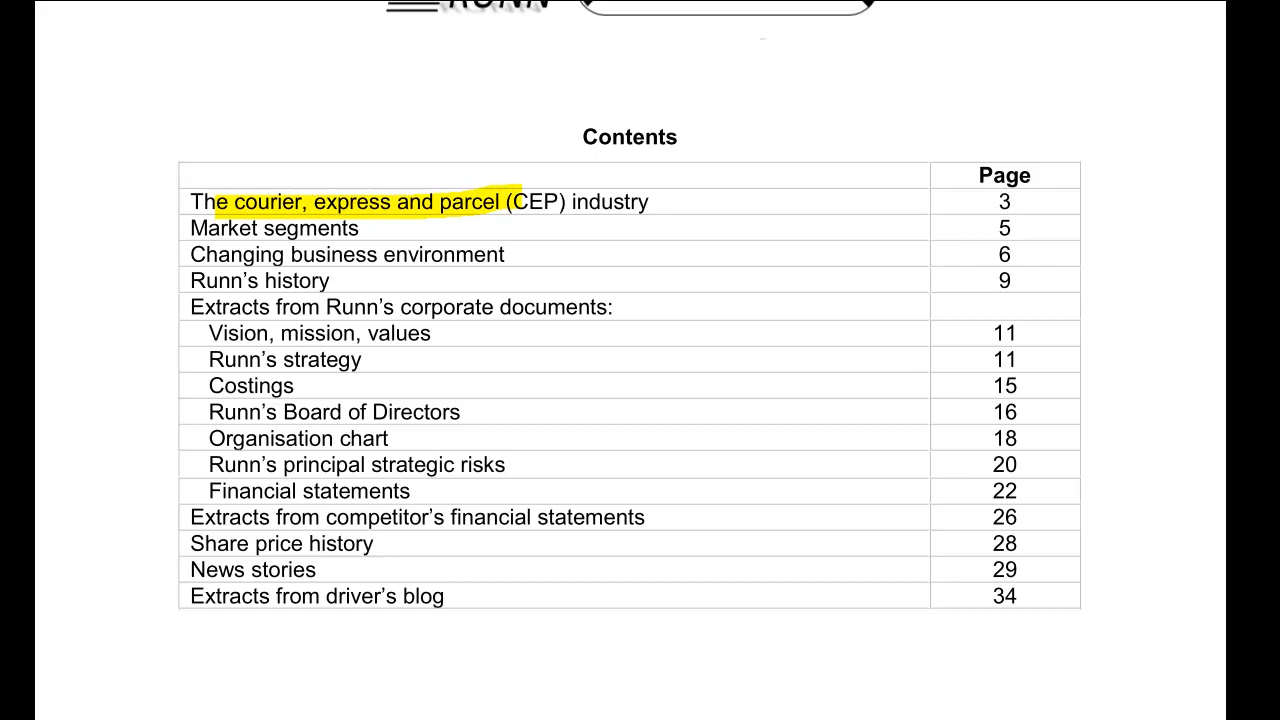 Contents
Page
The courier, express and parcel (CEP) industry 3
Market segments 5
Changing business environment 6
Runn’s history 9
Extracts from Runn’s corporate documents:
Vision, mission, values 11
Runn’s strategy 11
Costings 15
Runn’s Board of Directors 16
Organisation chart 18
Runn’s principal strategic risks 20
Financial statements 22
Extracts from competitor’s financial statements 26
Share price history 28
News stories 29
Extracts from driver’s blog 34